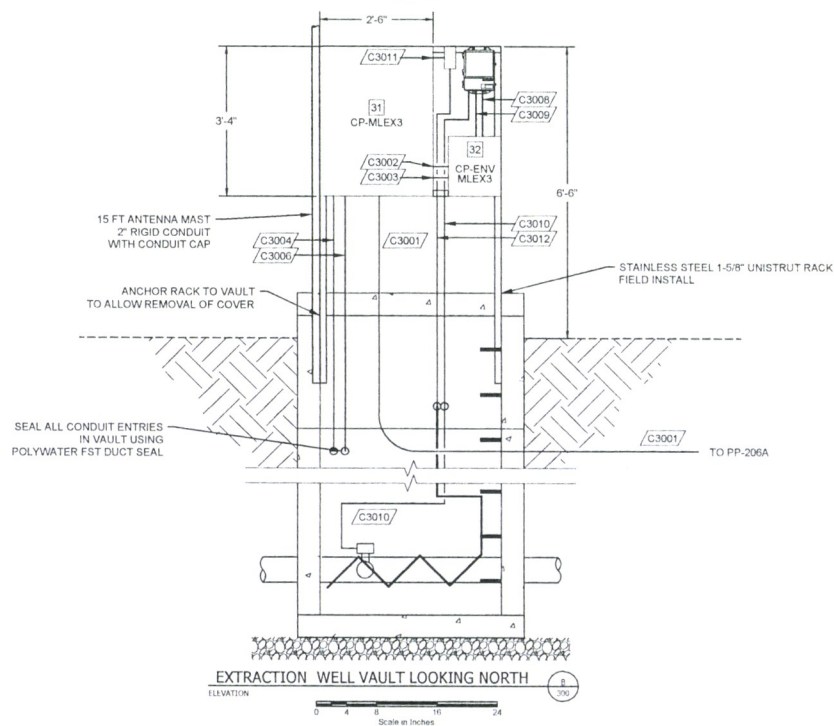 2'-6"
C3011
C3008
C3009
31
CP-MLEX3
3'-4"
32
CP-ENV
MLEX3
C3002
C3003
6'-6"
15 FT ANTENNA MAST
2" RIGID CONDUIT
WITH CONDUIT CAP
C3004
C3006
C3001
C3010
C3012
STAINLESS STEEL 1-5/8" UNISTRUT RACK
FIELD INSTALL
ANCHOR RACK TO VAULT
TO ALLOW REMOVAL OF COVER
SEAL ALL CONDUIT ENTRIES
IN VAULT USING
POLYWATER FST DUCT SEAL
C3001
TO PP-206A
C3010
EXTRACTION WELL VAULT LOOKING NORTH
ELEVATION
B
300
0 4 8 16 24
Scale in Inches